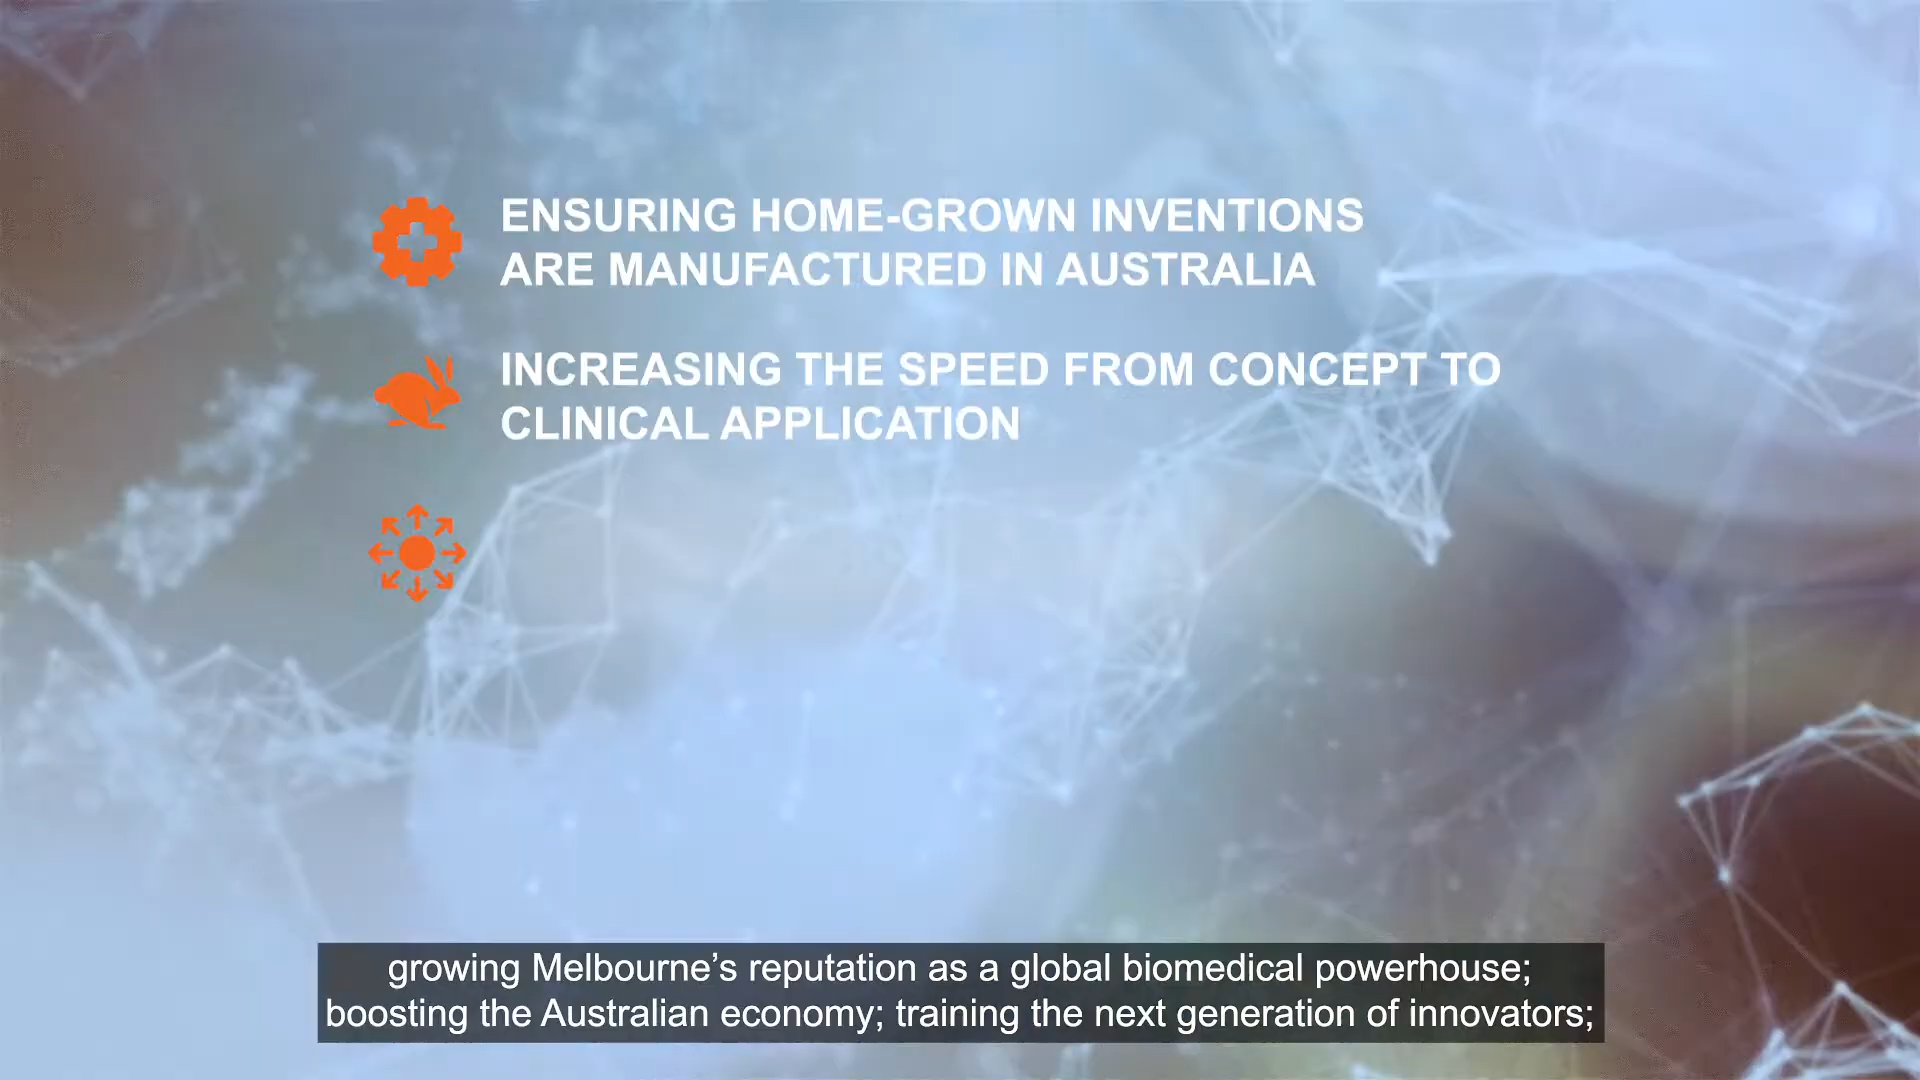 ENSURING HOME-GROWN INVENTIONS
ARE MANUFACTURED IN AUSTRALIA
INCREASING THE SPEED FROM CONCEPT TO
CLINICAL APPLICATION
growing Melbourne’s reputation as a global biomedical powerhouse;
boosting the Australian economy; training the next generation of innovators;